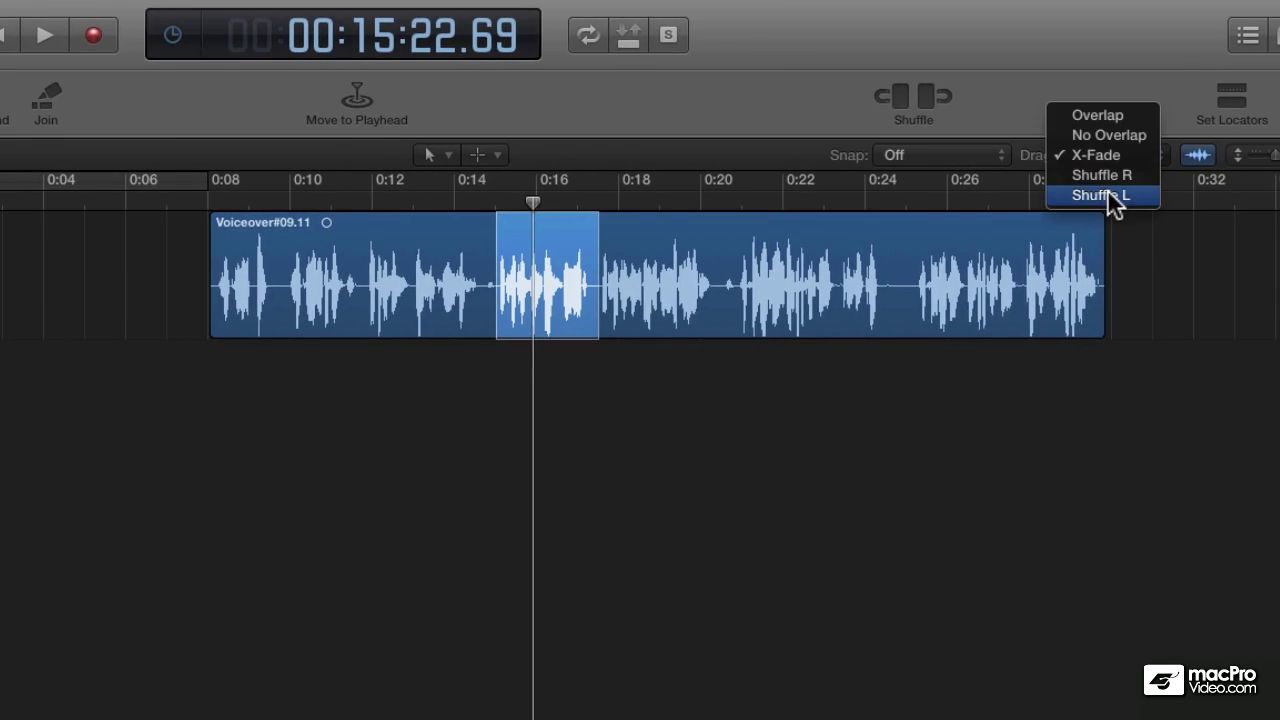 00:00:15:22.69
S
d
Join
Move to Playhead
Shuffle
Set Locators
Overlap
No Overlap
✓ X-Fade
Shuffle R
Shuffle L
Snap: Off
Drag
0:04 0:06 0:08 0:10 0:12 0:14 0:16 0:18 0:20 0:22 0:24 0:26 0: 0:32
Voiceover#09.11
macPro
Video.com